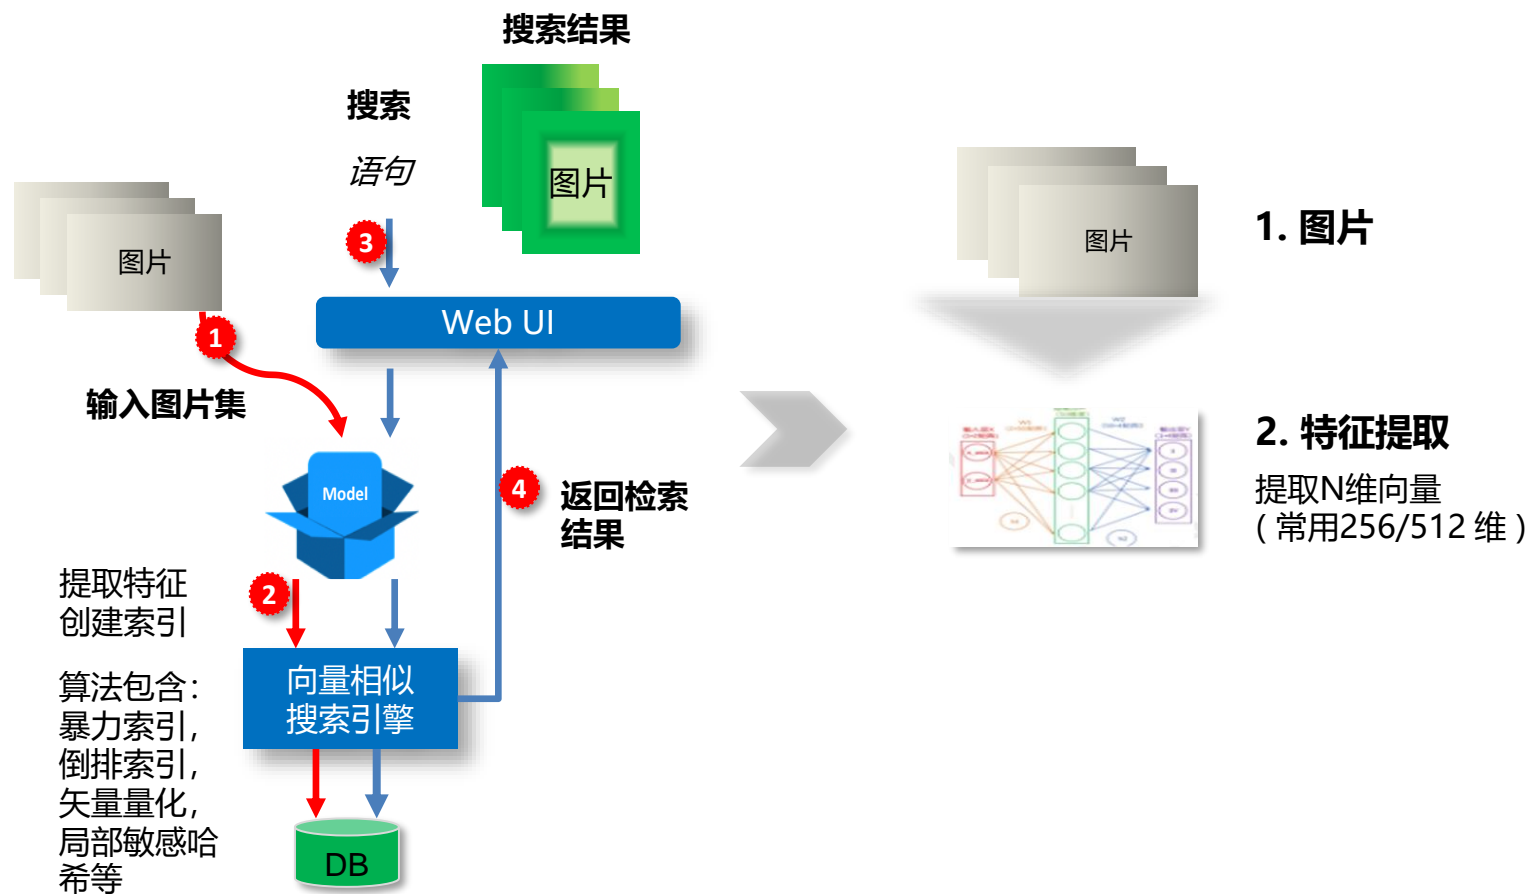 搜索结果
搜索
语句
图片
3
图片
Web UI
1
输入图片集
Model
4
返回检索
结果
提取特征
创建索引
2
向量相似
搜索引擎
算法包含：
暴力索引，
倒排索引，
矢量量化，
局部敏感哈
希等
DB
图片
1. 图片
W1
W2
2. 特征提取
提取N维向量
( 常用256/512 维 )